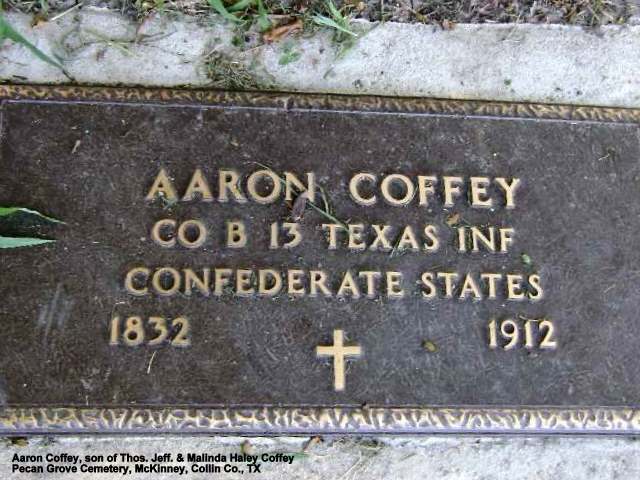 AARON COFFEY
CO B 13 TEXAS INF
CONFEDERATE STATES
1832 1912
Aaron Coffey, son of Thos. Jeff. & Malinda Haley Coffey
Pecan Grove Cemetery, McKinney, Collin Co., TX